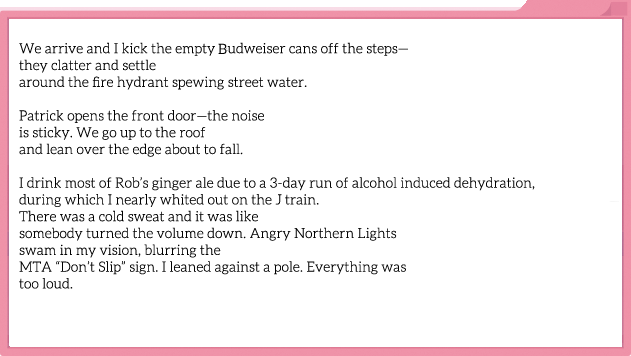 We arrive and I kick the empty Budweiser cans off the steps—
they clatter and settle
around the fire hydrant spewing street water.
Patrick opens the front door—the noise
is sticky. We go up to the roof
and lean over the edge about to fall.
I drink most of Rob’s ginger ale due to a 3-day run of alcohol induced dehydration,
during which I nearly whited out on the J train.
There was a cold sweat and it was like
somebody turned the volume down. Angry Northern Lights
swam in my vision, blurring the
MTA “Don’t Slip” sign. I leaned against a pole. Everything was
too loud.